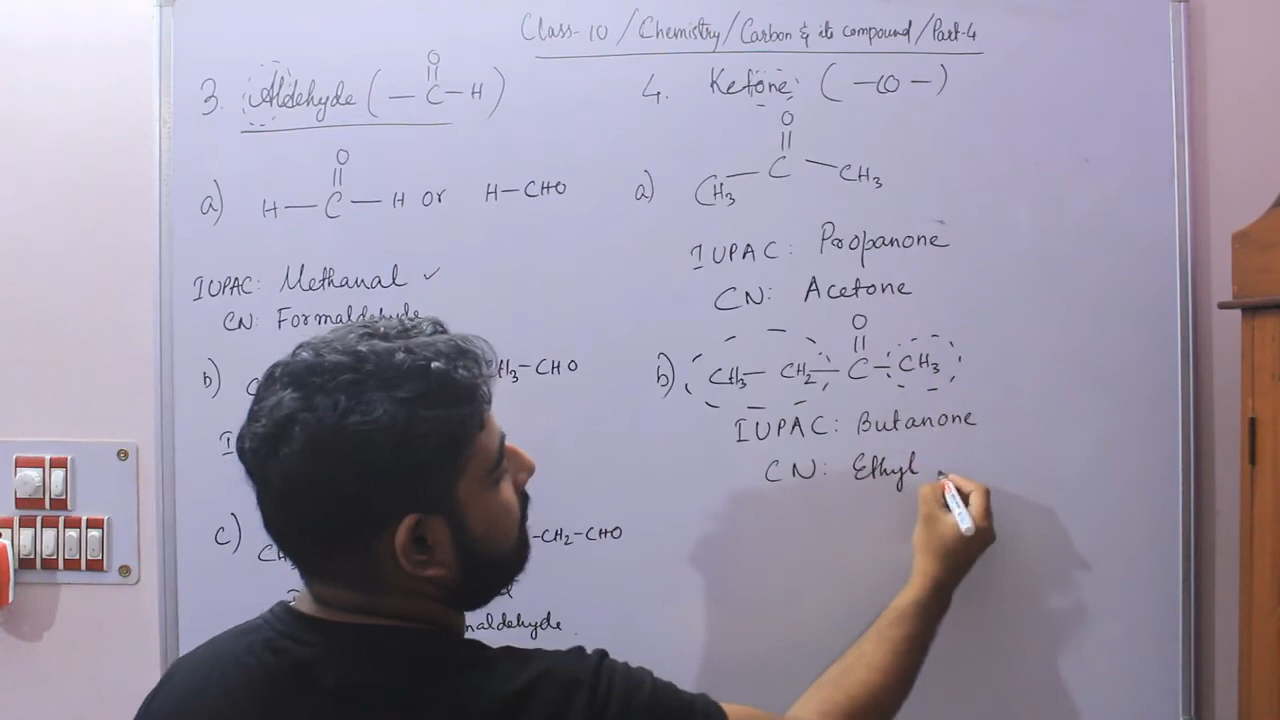 Class-10 / Chemistry / Carbon & its compound / Part-4
3. Aldehyde ( —C—H )
O
a) H—C—H or H—CHO
O
IUPAC: Methanal ✓
CN: Formaldehyde
b)
CH3-CHO
c)
-CH2-CHO
maldehyde.
4. Ketone ( —CO— )
O
a) CH3—C—CH3
IUPAC: Propanone
CN: Acetone
O
b) CH3—CH2—C—CH3
IUPAC: Butanone
CN: Ethyl